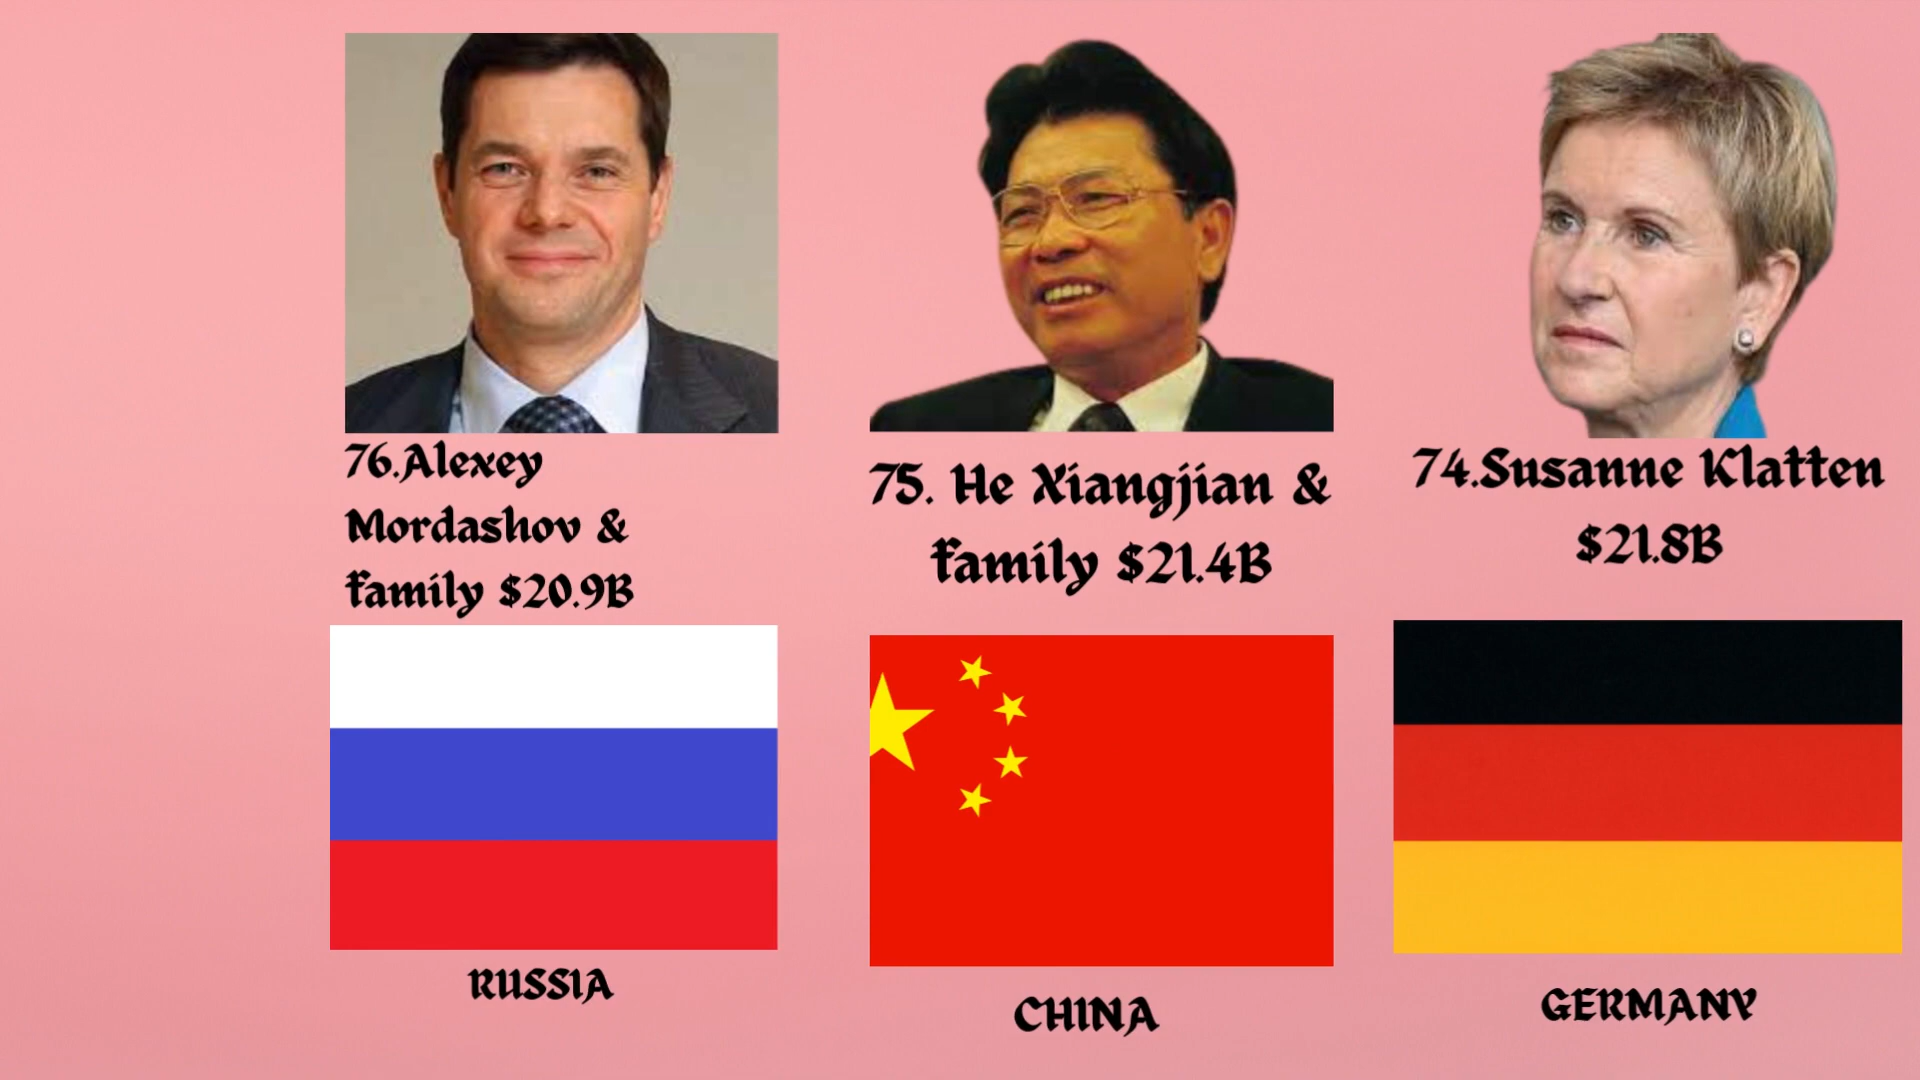 76.Alexey
Mordashov &
family $20.9B
RUSSIA
75. He Xiangjian &
family $21.4B
CHINA
74.Susanne Klatten
$21.8B
GERMANY